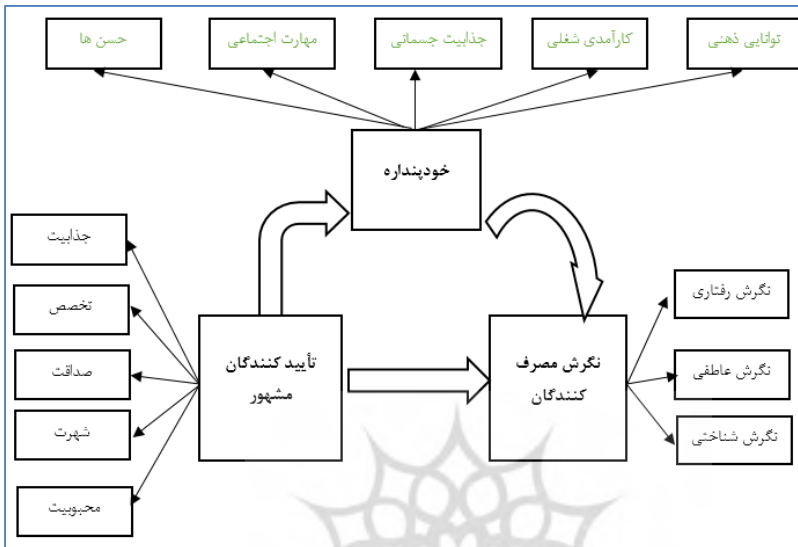 توانایی ذهنی
کارآمدی شغلی
جذابیت جسمانی
مهارت اجتماعی
حسن ها
خودپنداره
جذابیت
تخصص
صداقت
شهرت
محبوبیت
تأیید کنندگان
مشهور
نگرش مصرف
کنندگان
نگرش رفتاری
نگرش عاطفی
نگرش شناختی